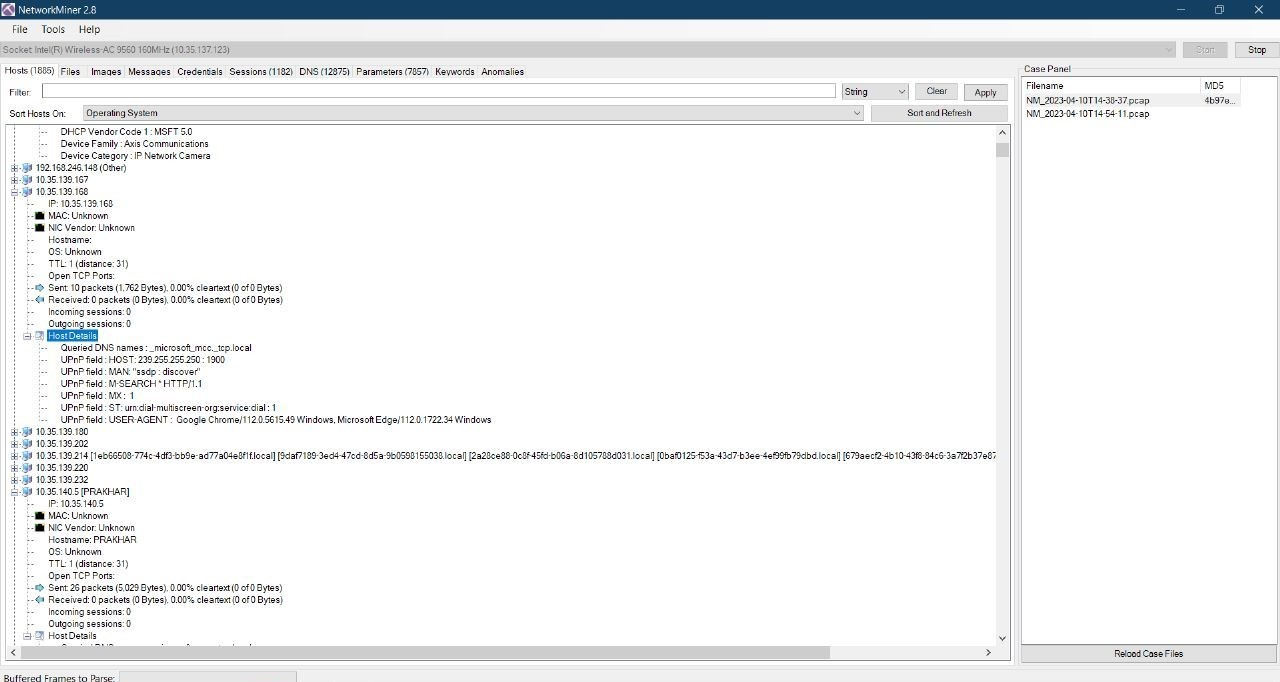 NetworkMiner 2.8
File Tools Help
Socket: Intel(R) Wireless-AC 9560 160MHz (10.35.137.123)
Start Stop
Hosts (1885) Files Images Messages Credentials Sessions (1182) DNS (12875) Parameters (7857) Keywords Anomalies
Filter: String Clear Apply
Sort Hosts On: Operating System Sort and Refresh
DHCP Vendor Code 1 : MSFT 5.0
Device Family : Axis Communications
Device Category : IP Network Camera
192.168.246.148 (Other)
10.35.139.167
10.35.139.168
IP: 10.35.139.168
MAC: Unknown
NIC Vendor: Unknown
Hostname:
OS: Unknown
TTL: 1 (distance: 31)
Open TCP Ports:
Sent: 10 packets (1,762 Bytes), 0.00% cleartext (0 of 0 Bytes)
Received: 0 packets (0 Bytes), 0.00% cleartext (0 of 0 Bytes)
Incoming sessions: 0
Outgoing sessions: 0
Host Details
Queried DNS names : _microsoft_mcc._tcp.local
UPnP field : HOST: 239.255.255.250 : 1900
UPnP field : MAN: "ssdp : discover"
UPnP field : M-SEARCH * HTTP/1.1
UPnP field : MX : 1
UPnP field : ST: urn:dial-multiscreen-org:service:dial : 1
UPnP field : USER-AGENT : Google Chrome/112.0.5615.49 Windows, Microsoft Edge/112.0.1722.34 Windows
10.35.139.180
10.35.139.202
10.35.139.214 [1eb66508-774c-4df3-bb9e-ad77a04e8f1f.local] [9daf7189-3ed4-47cd-8d5a-9b0598155038.local] [2a28ce88-0c8f-45fd-b06a-8d105788d031.local] [0baf0125-f53a-43d7-b3ee-4ef99fb79dbd.local] [679aecf2-4b10-43f8-84c6-3a7f2b37e87
10.35.139.220
10.35.139.232
10.35.140.5 [PRAKHAR]
IP: 10.35.140.5
MAC: Unknown
NIC Vendor: Unknown
Hostname: PRAKHAR
OS: Unknown
TTL: 1 (distance: 31)
Open TCP Ports:
Sent: 26 packets (5,029 Bytes), 0.00% cleartext (0 of 0 Bytes)
Received: 0 packets (0 Bytes), 0.00% cleartext (0 of 0 Bytes)
Incoming sessions: 0
Outgoing sessions: 0
Host Details
Case Panel
Filename MD5
NM_2023-04-10T14-38-37.pcap 4b97e...
NM_2023-04-10T14-54-11.pcap
Reload Case Files
Buffered Frames to Parse: